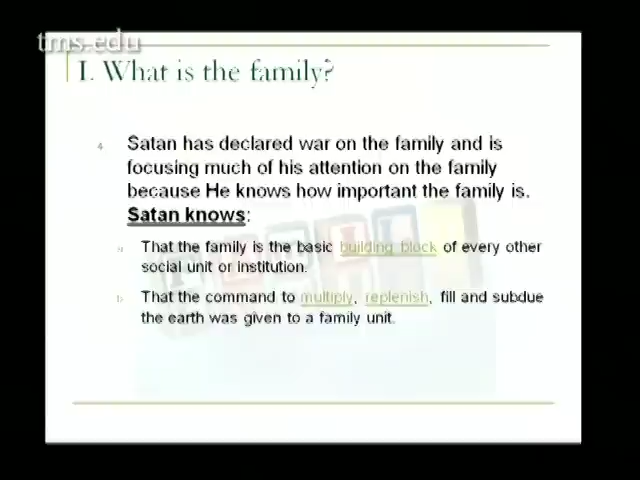 tms.edu
I. What is the family?
4. Satan has declared war on the family and is
focusing much of his attention on the family
because He knows how important the family is.
Satan knows:
a. That the family is the basic building block of every other
social unit or institution.
b. That the command to multiply, replenish, fill and subdue
the earth was given to a family unit.